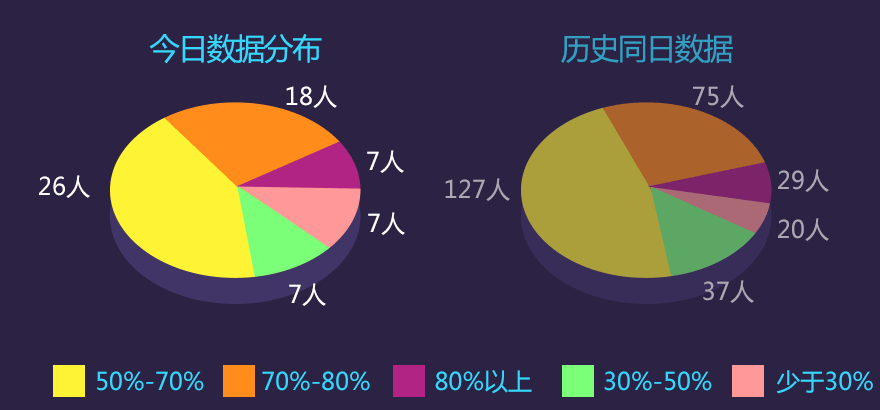 今日数据分布
历史同日数据
18人
26人
7人
7人
7人
75人
127人
29人
20人
37人
50%-70%
70%-80%
80%以上
30%-50%
少于30%